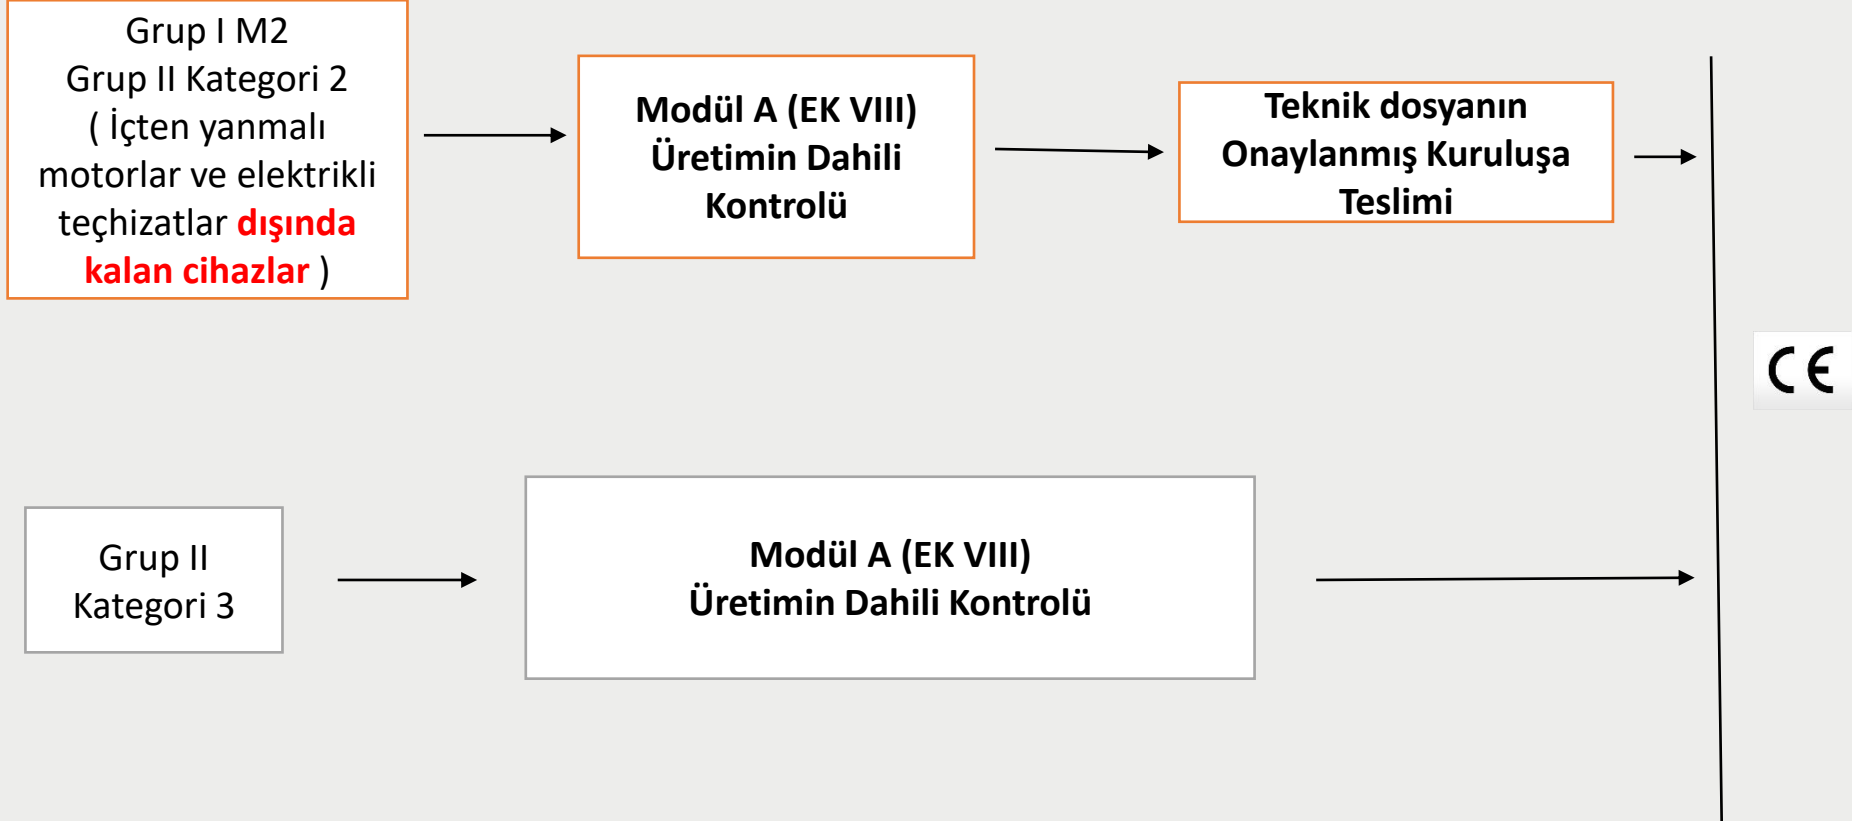 Grup I M2
Grup II Kategori 2
( İçten yanmalı
motorlar ve elektrikli
teçhizatlar dışında
kalan cihazlar )
Modül A (EK VIII)
Üretimin Dahili
Kontrolü
Teknik dosyanın
Onaylanmış Kuruluşa
Teslimi
CE
Grup II
Kategori 3
Modül A (EK VIII)
Üretimin Dahili Kontrolü